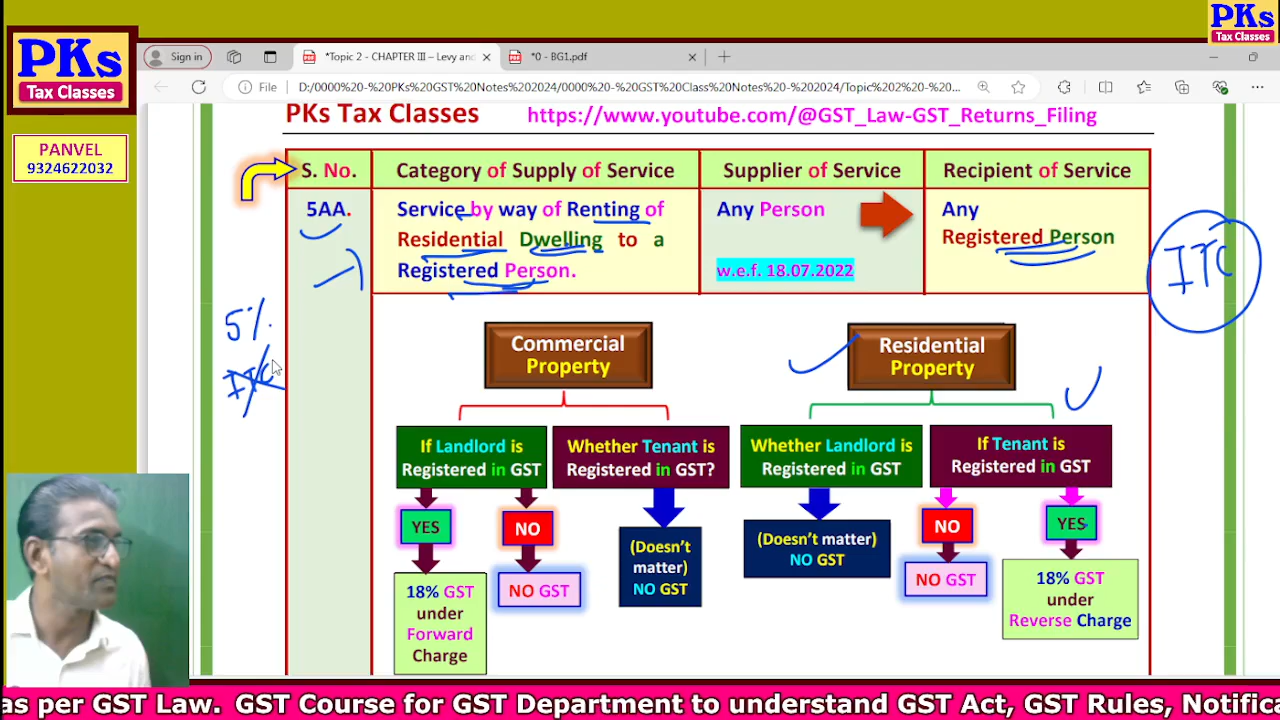 PKs
Tax Classes
PKs
Tax Classes
PANVEL
9324622032
Sign in
*Topic 2 - CHAPTER III – Levy anc
*0 - BG1.pdf
File
D:/0000%20-%20PKs%20GST%20Notes%202024/0000%20-%20GST%20Class%20Notes%20-%202024/Topic%202%20-%20...
PKs Tax Classes https://www.youtube.com/@GST_Law-GST_Returns_Filing
S. No. Category of Supply of Service Supplier of Service Recipient of Service
5AA. Service by way of Renting of
Residential Dwelling to a
Registered Person.
Any Person
w.e.f. 18.07.2022
Any
Registered Person
ITC
5%
ITC
Commercial
Property
Residential
Property
If Landlord is
Registered in GST
Whether Tenant is
Registered in GST?
Whether Landlord is
Registered in GST
If Tenant is
Registered in GST
YES
NO
(Doesn't
matter)
NO GST
(Doesn't matter)
NO GST
NO
YES
18% GST
under
Forward
Charge
NO GST
NO GST
18% GST
under
Reverse Charge
as per GST Law. GST Course for GST Department to understand GST Act, GST Rules, Notifica